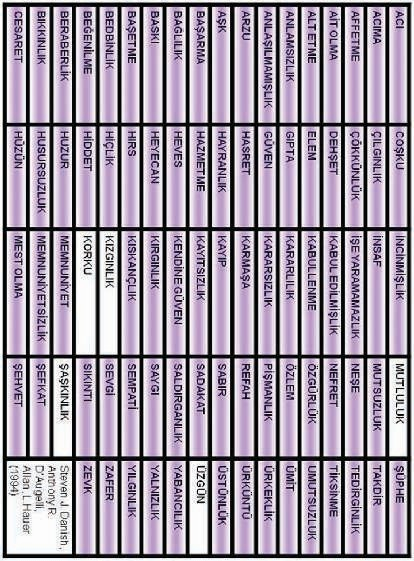 ACI COŞKU İNCİNMİŞLİK MUTLULUK ŞÜPHE
ACIMA ÇILGINLIK İNSAF MUTSUZLUK TAKDİR
AFFETME ÇÖKKÜNLÜK İŞE YARAMAMAZLIK NEŞE TEDİRGİNLİK
AİT OLMA DEHŞET KABUL EDİLMİŞLİK NEFRET TİKSİNME
ALT ETME ELEM KABULLENME ÖZGÜRLÜK UMUTSUZLUK
ANLAMSIZLIK GIPTA KARARLILIK ÖZLEM ÜMİT
ANLAŞILMAMIŞLIK GÜVEN KARARSIZLIK PİŞMANLIK ÜRKEKLİK
ARZU HASRET KARMAŞA REFAH ÜRKÜNTÜ
AŞK HAYRANLIK KAYIP SABIR ÜSTÜNLÜK
BAŞARMA HAZMETME KAYITSIZLIK SADAKAT ÜZGÜN
BAĞLILIK HEVES KENDİNE GÜVEN SALDIRGANLIK YABANCILIK
BASKI HEYECAN KIRGINLIK SAYGI YALNIZLIK
BAŞETME HIRS KISKANÇLIK SEMPATİ YILGINLIK
BEDBİNLİK HİÇLİK KIZGINLIK SEVGİ ZAFER
BEĞENİLME HİDDET KORKU SIKINTI ZEVK
BERABERLİK HUZUR MEMNUNİYET ŞAŞKINLIK
BIKKINLIK HUSURSUZLUK MEMNUNİYETSİZLİK ŞEFKAT
CESARET HÜZÜN MEST OLMA ŞEHVET
Steven J. Danish,
Anthony R.
D'Augelli,
Allan, L. Hauer
(1994)